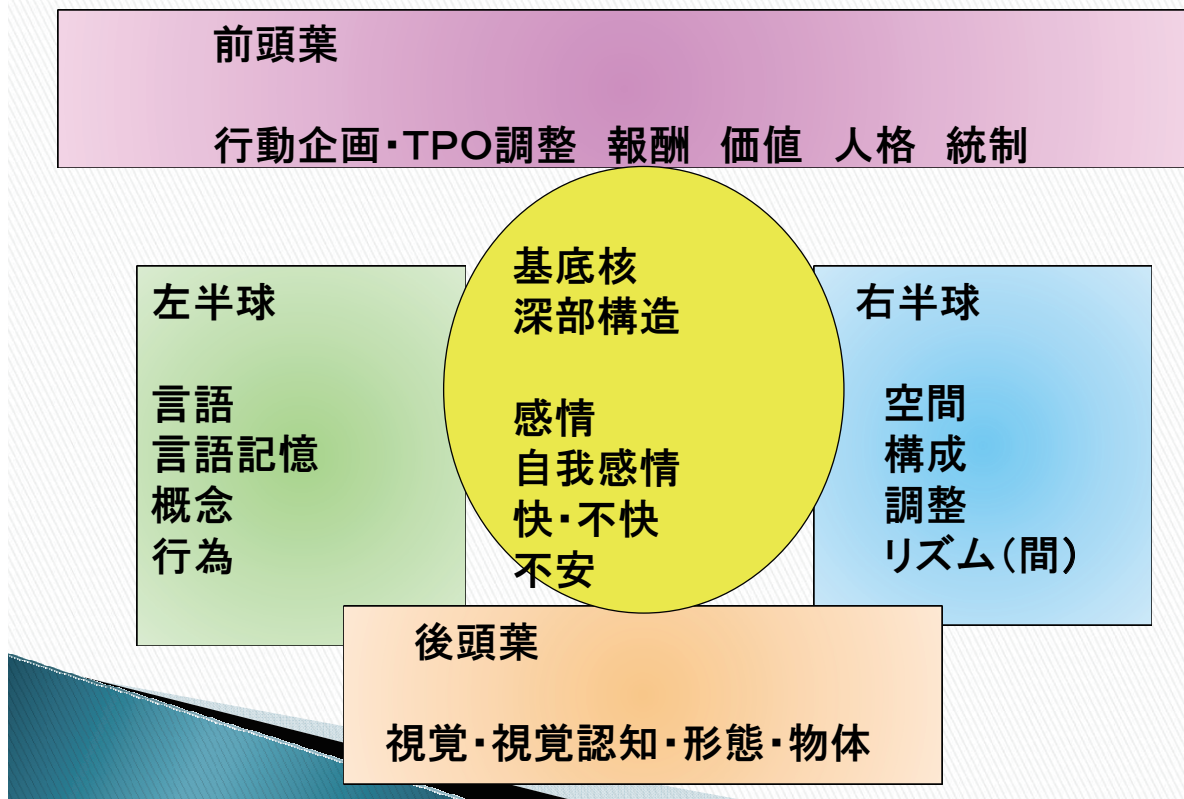 前頭葉
行動企画・TPO調整 報酬 価値 人格 統制
基底核
深部構造
感情
自我感情
快・不快
不安
左半球
言語
言語記憶
概念
行為
右半球
空間
構成
調整
リズム(間)
後頭葉
視覚・視覚認知・形態・物体